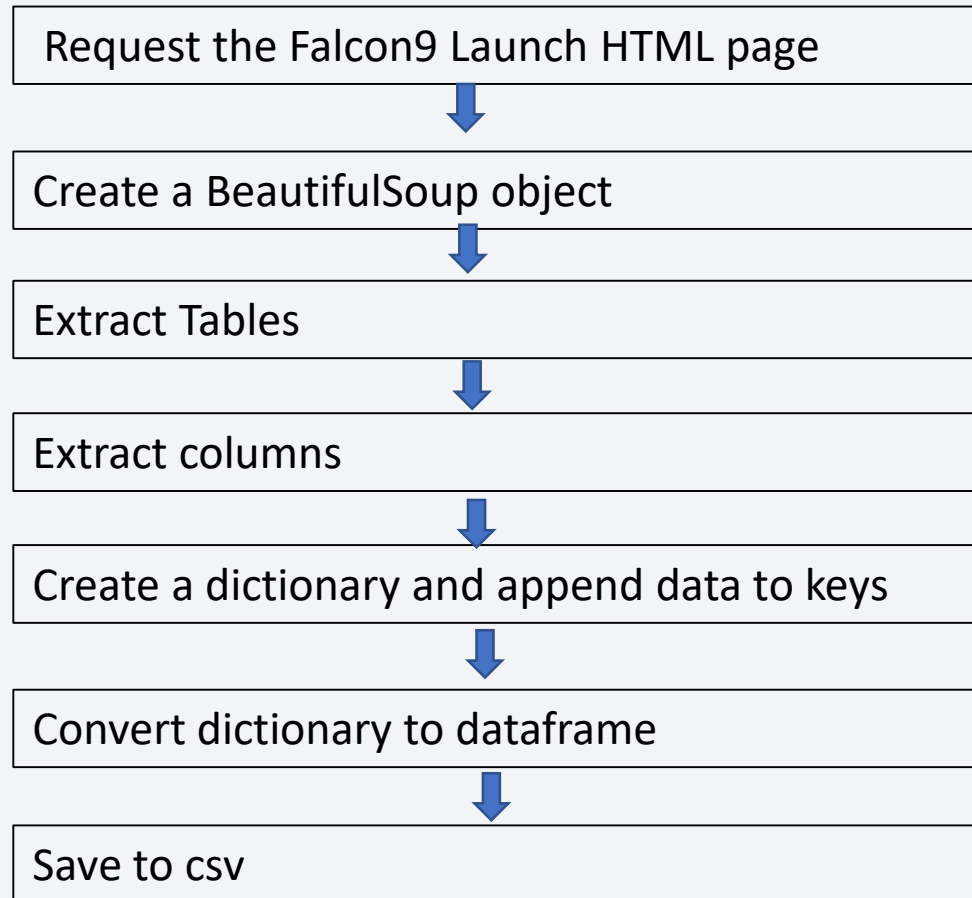 Request the Falcon9 Launch HTML page
Create a BeautifulSoup object
Extract Tables
Extract columns
Create a dictionary and append data to keys
Convert dictionary to dataframe
Save to csv